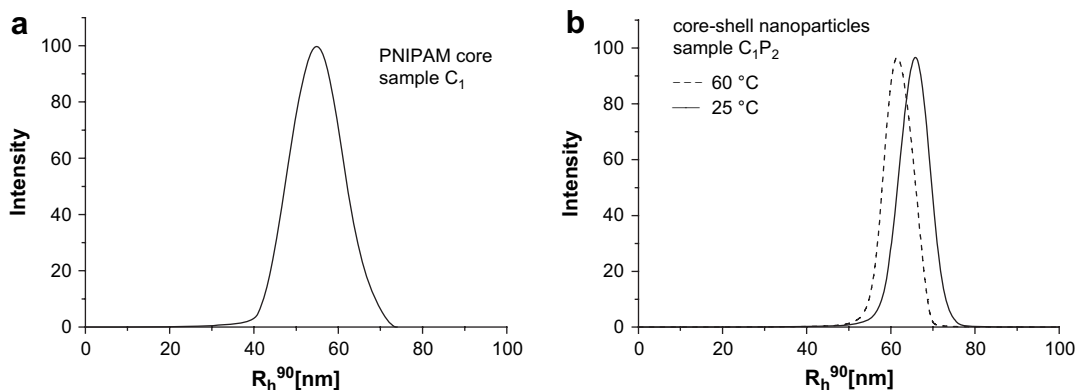 a
PNIPAM core
sample C₁
100
80
60
40
20
0
Intensity
0 20 40 60 80 100
Rₕ⁹⁰[nm]
b
core-shell nanoparticles
sample C₁P₂
60 °C
25 °C
100
80
60
40
20
0
Intensity
0 20 40 60 80 100
Rₕ⁹⁰[nm]